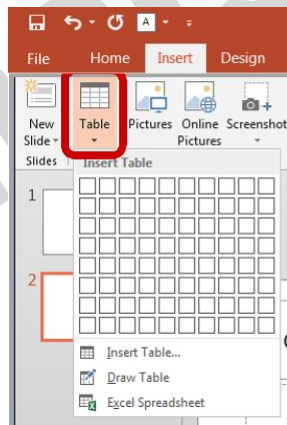 A
File Home Insert Design
New Slide Table Pictures Online Pictures Screenshot
Slides
Insert Table
1
2
Insert Table...
Draw Table
Excel Spreadsheet